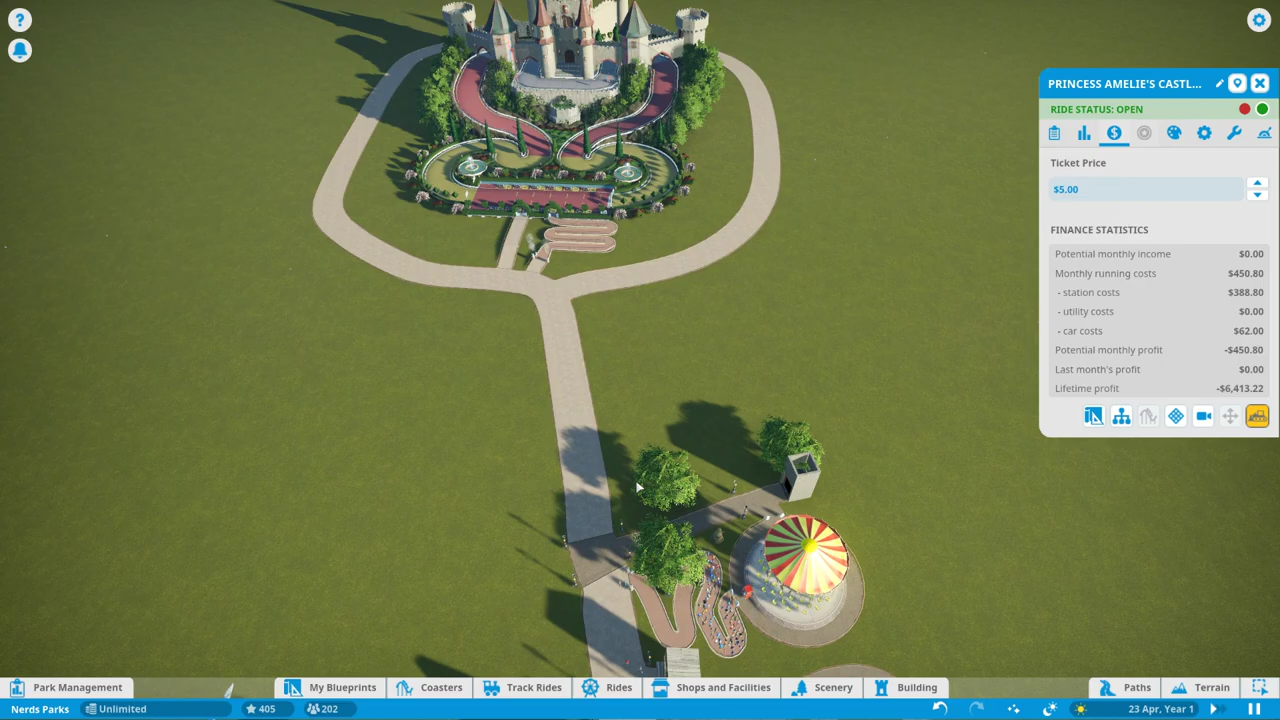 PRINCESS AMELIE'S CASTL...
RIDE STATUS: OPEN
Ticket Price
$5.00
FINANCE STATISTICS
Potential monthly income $0.00
Monthly running costs $450.80
- station costs $388.80
- utility costs $0.00
- car costs $62.00
Potential monthly profit -$450.80
Last month's profit $0.00
Lifetime profit -$6,413.22
Park Management
My Blueprints
Coasters
Track Rides
Rides
Shops and Facilities
Scenery
Building
Paths
Terrain
Nerds Parks
Unlimited
405
202
23 Apr, Year 1